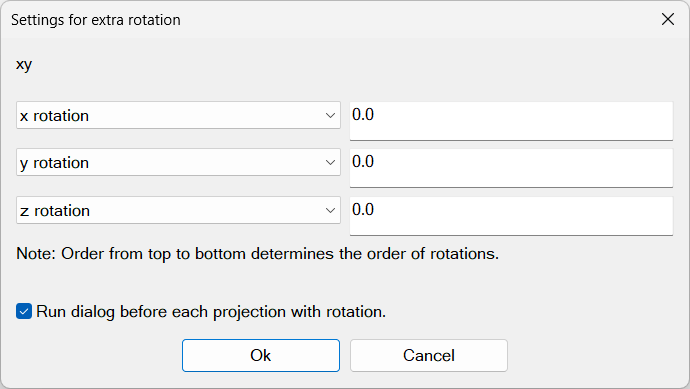 Settings for extra rotation
xy
x rotation 0.0
y rotation 0.0
z rotation 0.0
Note: Order from top to bottom determines the order of rotations.
Run dialog before each projection with rotation.
Ok Cancel